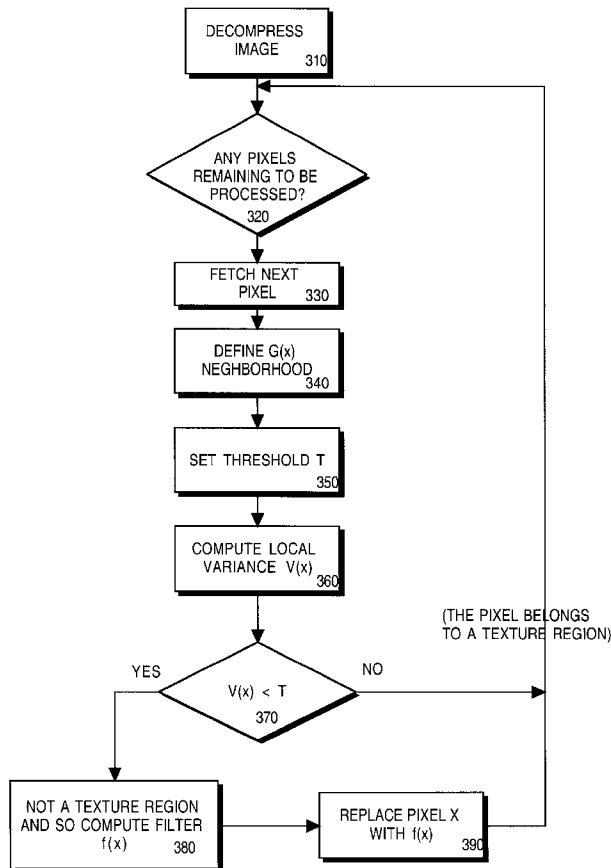 DECOMPRESS
IMAGE
310
ANY PIXELS
REMAINING TO BE
PROCESSED?
320
FETCH NEXT
PIXEL
330
DEFINE G(x)
NEGHBORHOOD
340
SET THRESHOLD T
350
COMPUTE LOCAL
VARIANCE V(x)
360
(THE PIXEL BELONGS
TO A TEXTURE REGION)
YES
NO
V(x) < T
370
NOT A TEXTURE REGION
AND SO COMPUTE FILTER
f(x)
380
REPLACE PIXEL X
WITH f(x)
390